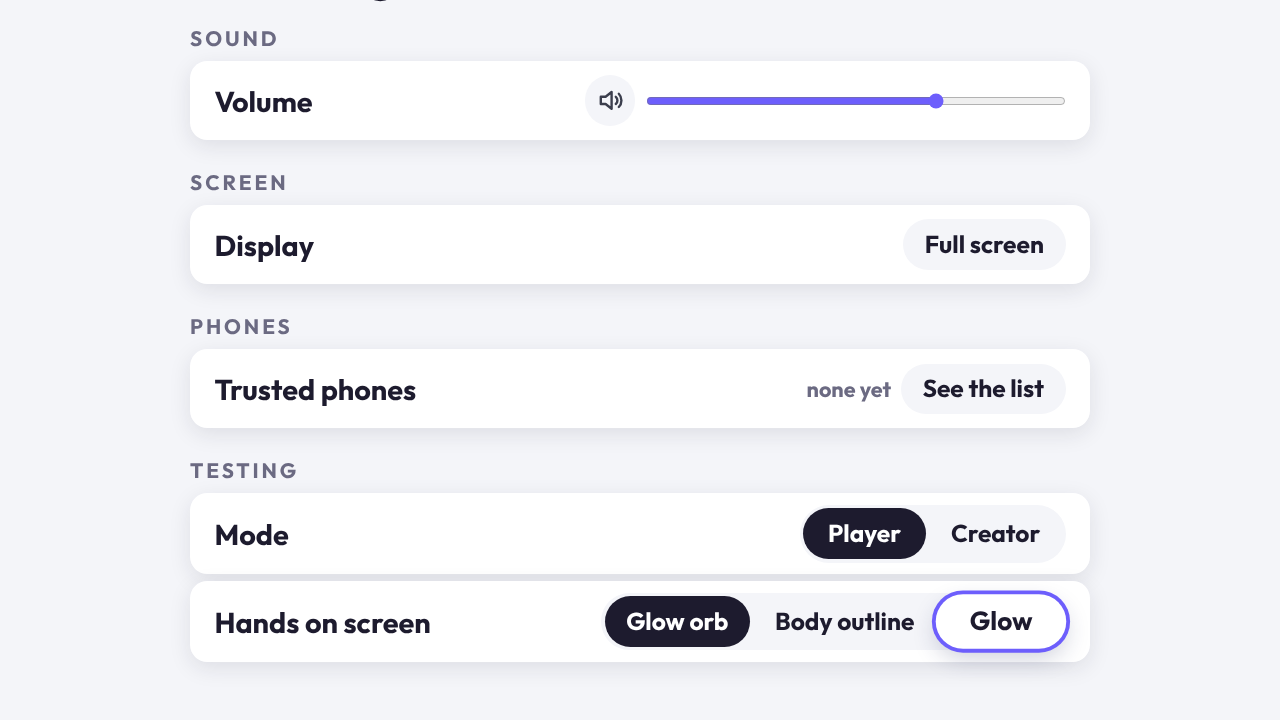 SOUND
Volume
SCREEN
Display
Full screen
PHONES
Trusted phones
none yet
See the list
TESTING
Mode
Player
Creator
Hands on screen
Glow orb
Body outline
Glow